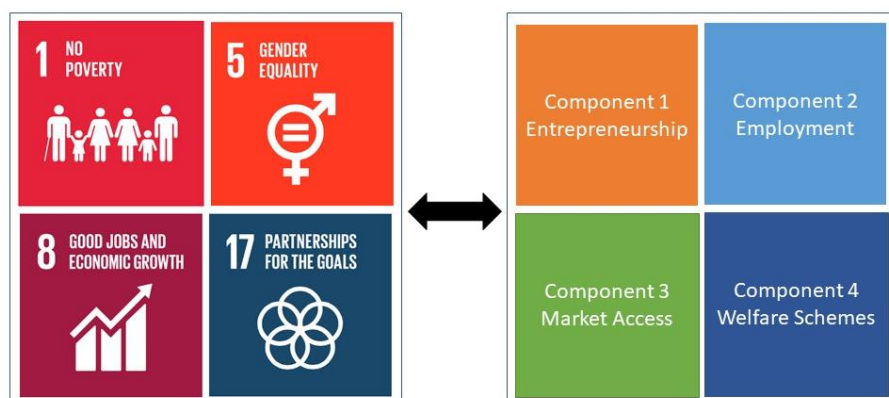 1 NO
POVERTY
5 GENDER
EQUALITY
8 GOOD JOBS AND
ECONOMIC GROWTH
17 PARTNERSHIPS
FOR THE GOALS
Component 1
Entrepreneurship
Component 2
Employment
Component 3
Market Access
Component 4
Welfare Schemes